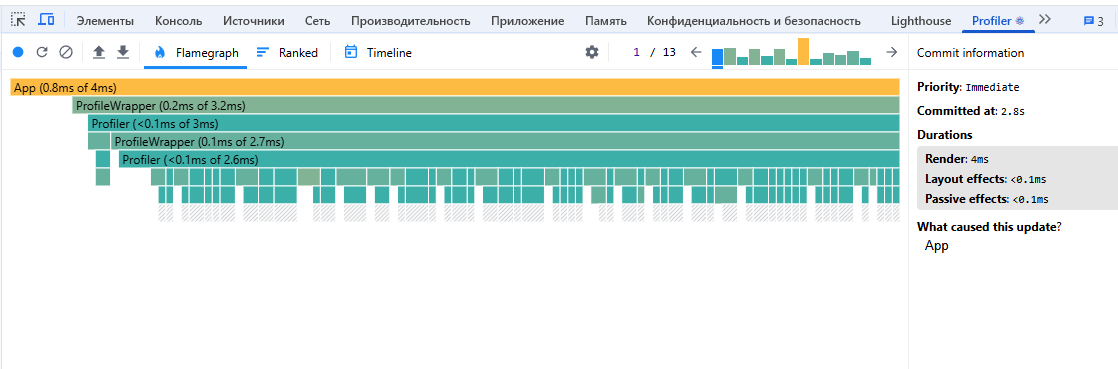 Элементы Консоль Источники Сеть Производительность Приложение Память Конфиденциальность и безопасность Lighthouse Profiler 3
Flamegraph Ranked Timeline 1 / 13 Commit information
App (0.8ms of 4ms)
ProfileWrapper (0.2ms of 3.2ms)
Profiler (<0.1ms of 3ms)
ProfileWrapper (0.1ms of 2.7ms)
Profiler (<0.1ms of 2.6ms)
Priority: Immediate
Committed at: 2.8s
Durations
Render: 4ms
Layout effects: <0.1ms
Passive effects: <0.1ms
What caused this update?
App